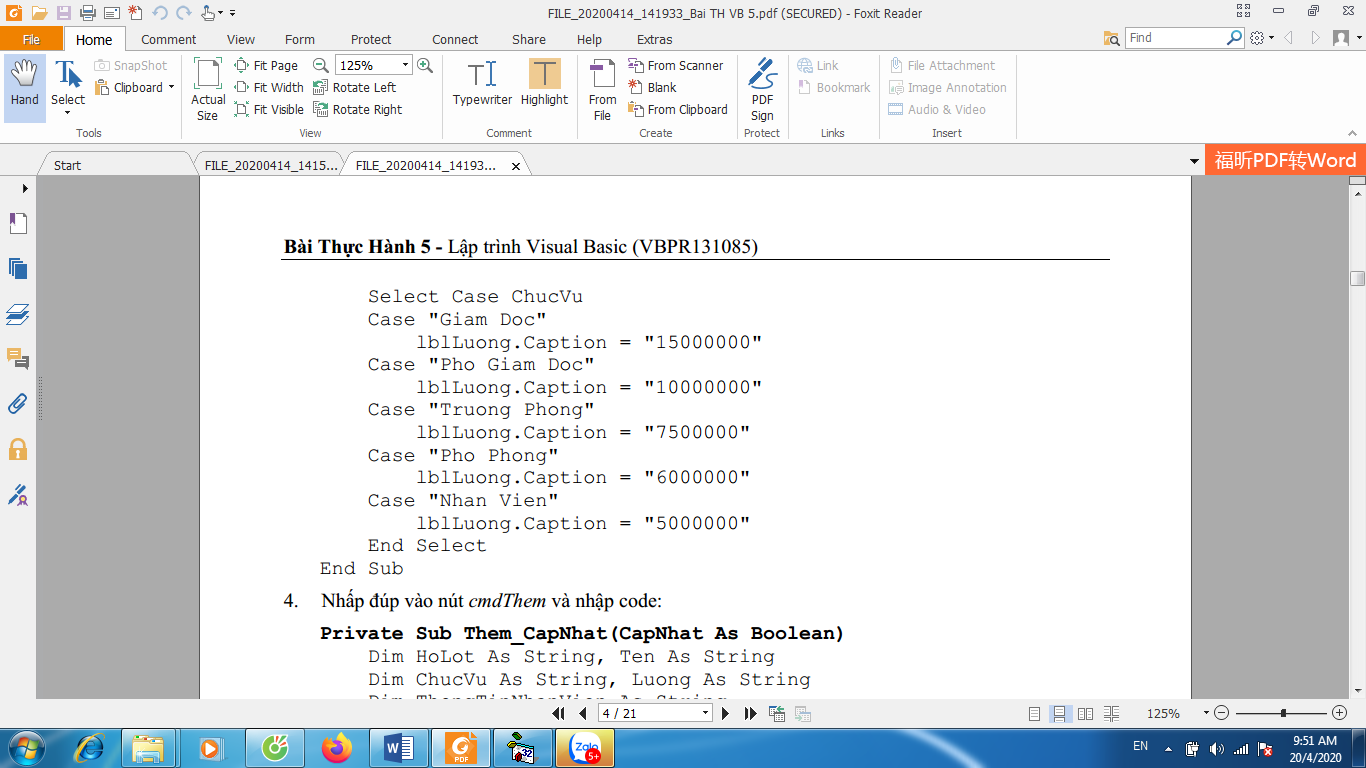 FILE_20200414_141933_Bai TH VB 5.pdf (SECURED) - Foxit Reader
File Home Comment View Form Protect Connect Share Help Extras Find
Hand
Select
SnapShot
Clipboard
Tools
Actual Size
Fit Page
Fit Width
Fit Visible
125%
Rotate Left
Rotate Right
View
Typewriter
Highlight
Comment
From File
From Scanner
Blank
From Clipboard
Create
PDF Sign
Protect
Link
Bookmark
Links
File Attachment
Image Annotation
Audio & Video
Insert
Start FILE_20200414_1415... FILE_20200414_14193... 福昕PDF转Word
Bài Thực Hành 5 - Lập trình Visual Basic (VBPR131085)
Select Case ChucVu
Case "Giam Doc"
lblLuong.Caption = "15000000"
Case "Pho Giam Doc"
lblLuong.Caption = "10000000"
Case "Truong Phong"
lblLuong.Caption = "7500000"
Case "Pho Phong"
lblLuong.Caption = "6000000"
Case "Nhan Vien"
lblLuong.Caption = "5000000"
End Select
End Sub
4. Nhấp đúp vào nút cmdThem và nhập code:
Private Sub Them_CapNhat(CapNhat As Boolean)
Dim HoLot As String, Ten As String
Dim ChucVu As String, Luong As String
Dim ThongTinNhanVien As String
4 / 21
125%
PDF
32
Zalo
5+
EN
9:51 AM
20/4/2020